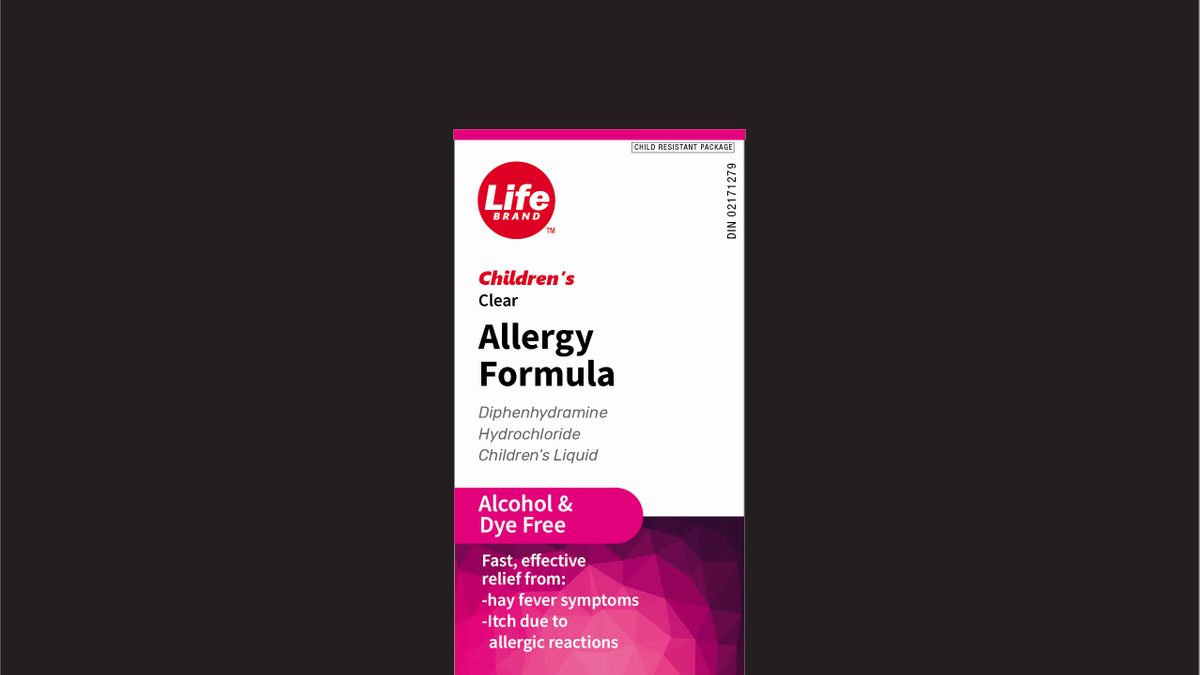 CHILD RESISTANT PACKAGE
DIN 02171279
Life
BRAND
TM
Children's
Clear
Allergy
Formula
Diphenhydramine
Hydrochloride
Children's Liquid
Alcohol &
Dye Free
Fast, effective
relief from:
-hay fever symptoms
-Itch due to
allergic reactions